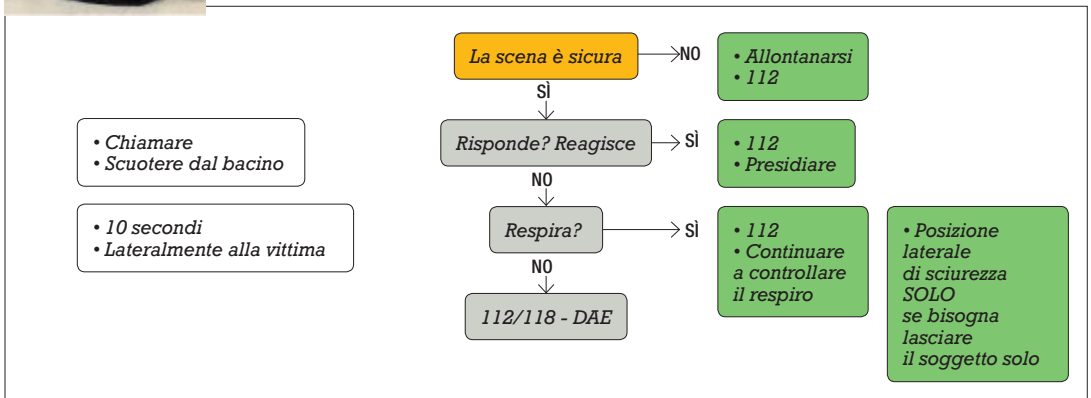 La scena è sicura
NO
• Allontanarsi
• 112
SÌ
• Chiamare
• Scuotere dal bacino
Risponde? Reagisce
SÌ
• 112
• Presidiare
NO
• 10 secondi
• Lateralmente alla vittima
Respira?
SÌ
• 112
• Continuare
a controllare
il respiro
• Posizione
laterale
di sciurezza
SOLO
se bisogna
lasciare
il soggetto solo
NO
112/118 - DAE